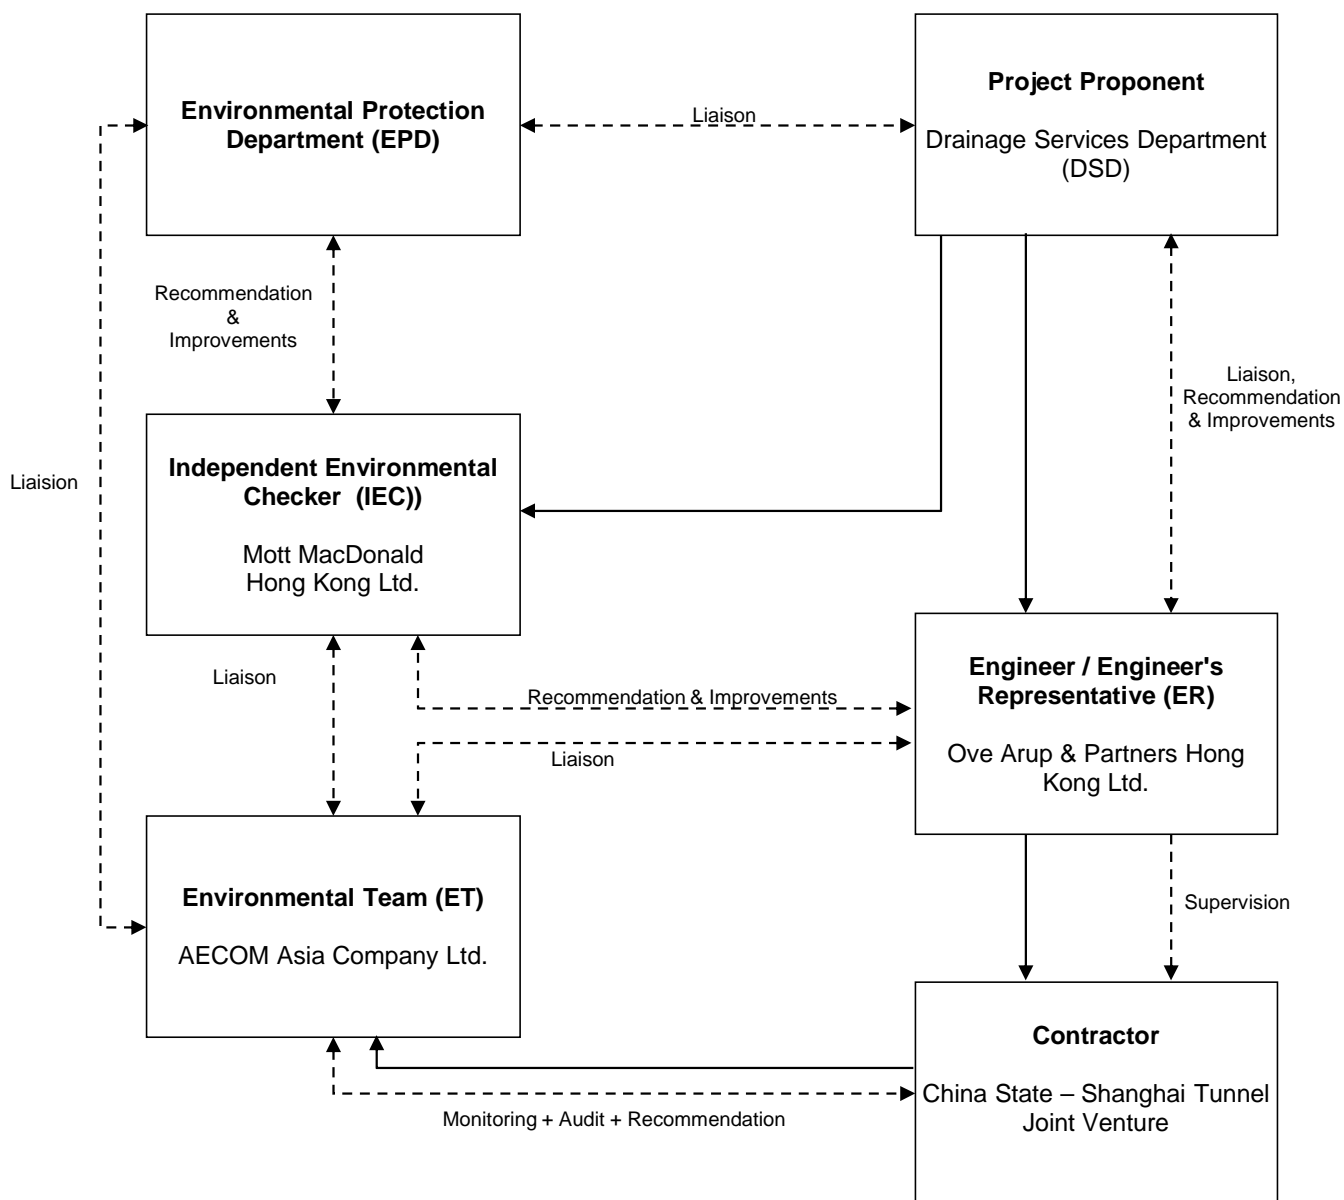 Environmental Protection
Department (EPD)
Liaison
Project Proponent
Drainage Services Department
(DSD)
Recommendation
&
Improvements
Liaison,
Recommendation
& Improvements
Liaision
Independent Environmental
Checker  (IEC))
Mott MacDonald
Hong Kong Ltd.
Liaison
Recommendation & Improvements
Liaison
Engineer / Engineer's
Representative (ER)
Ove Arup & Partners Hong
Kong Ltd.
Environmental Team (ET)
AECOM Asia Company Ltd.
Supervision
Monitoring + Audit + Recommendation
Contractor
China State – Shanghai Tunnel
Joint Venture